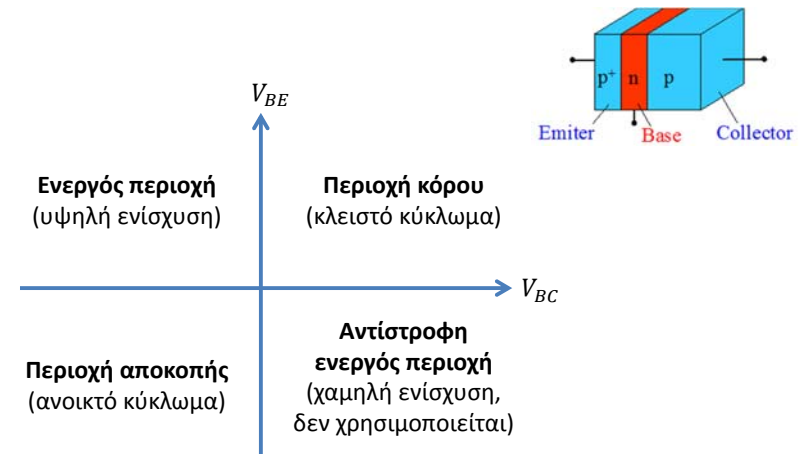 p⁺ n p
Emiter Base Collector
V_BE
Ενεργός περιοχή
(υψηλή ενίσχυση)
Περιοχή κόρου
(κλειστό κύκλωμα)
V_BC
Περιοχή αποκοπής
(ανοικτό κύκλωμα)
Αντίστροφη
ενεργός περιοχή
(χαμηλή ενίσχυση,
δεν χρησιμοποιείται)